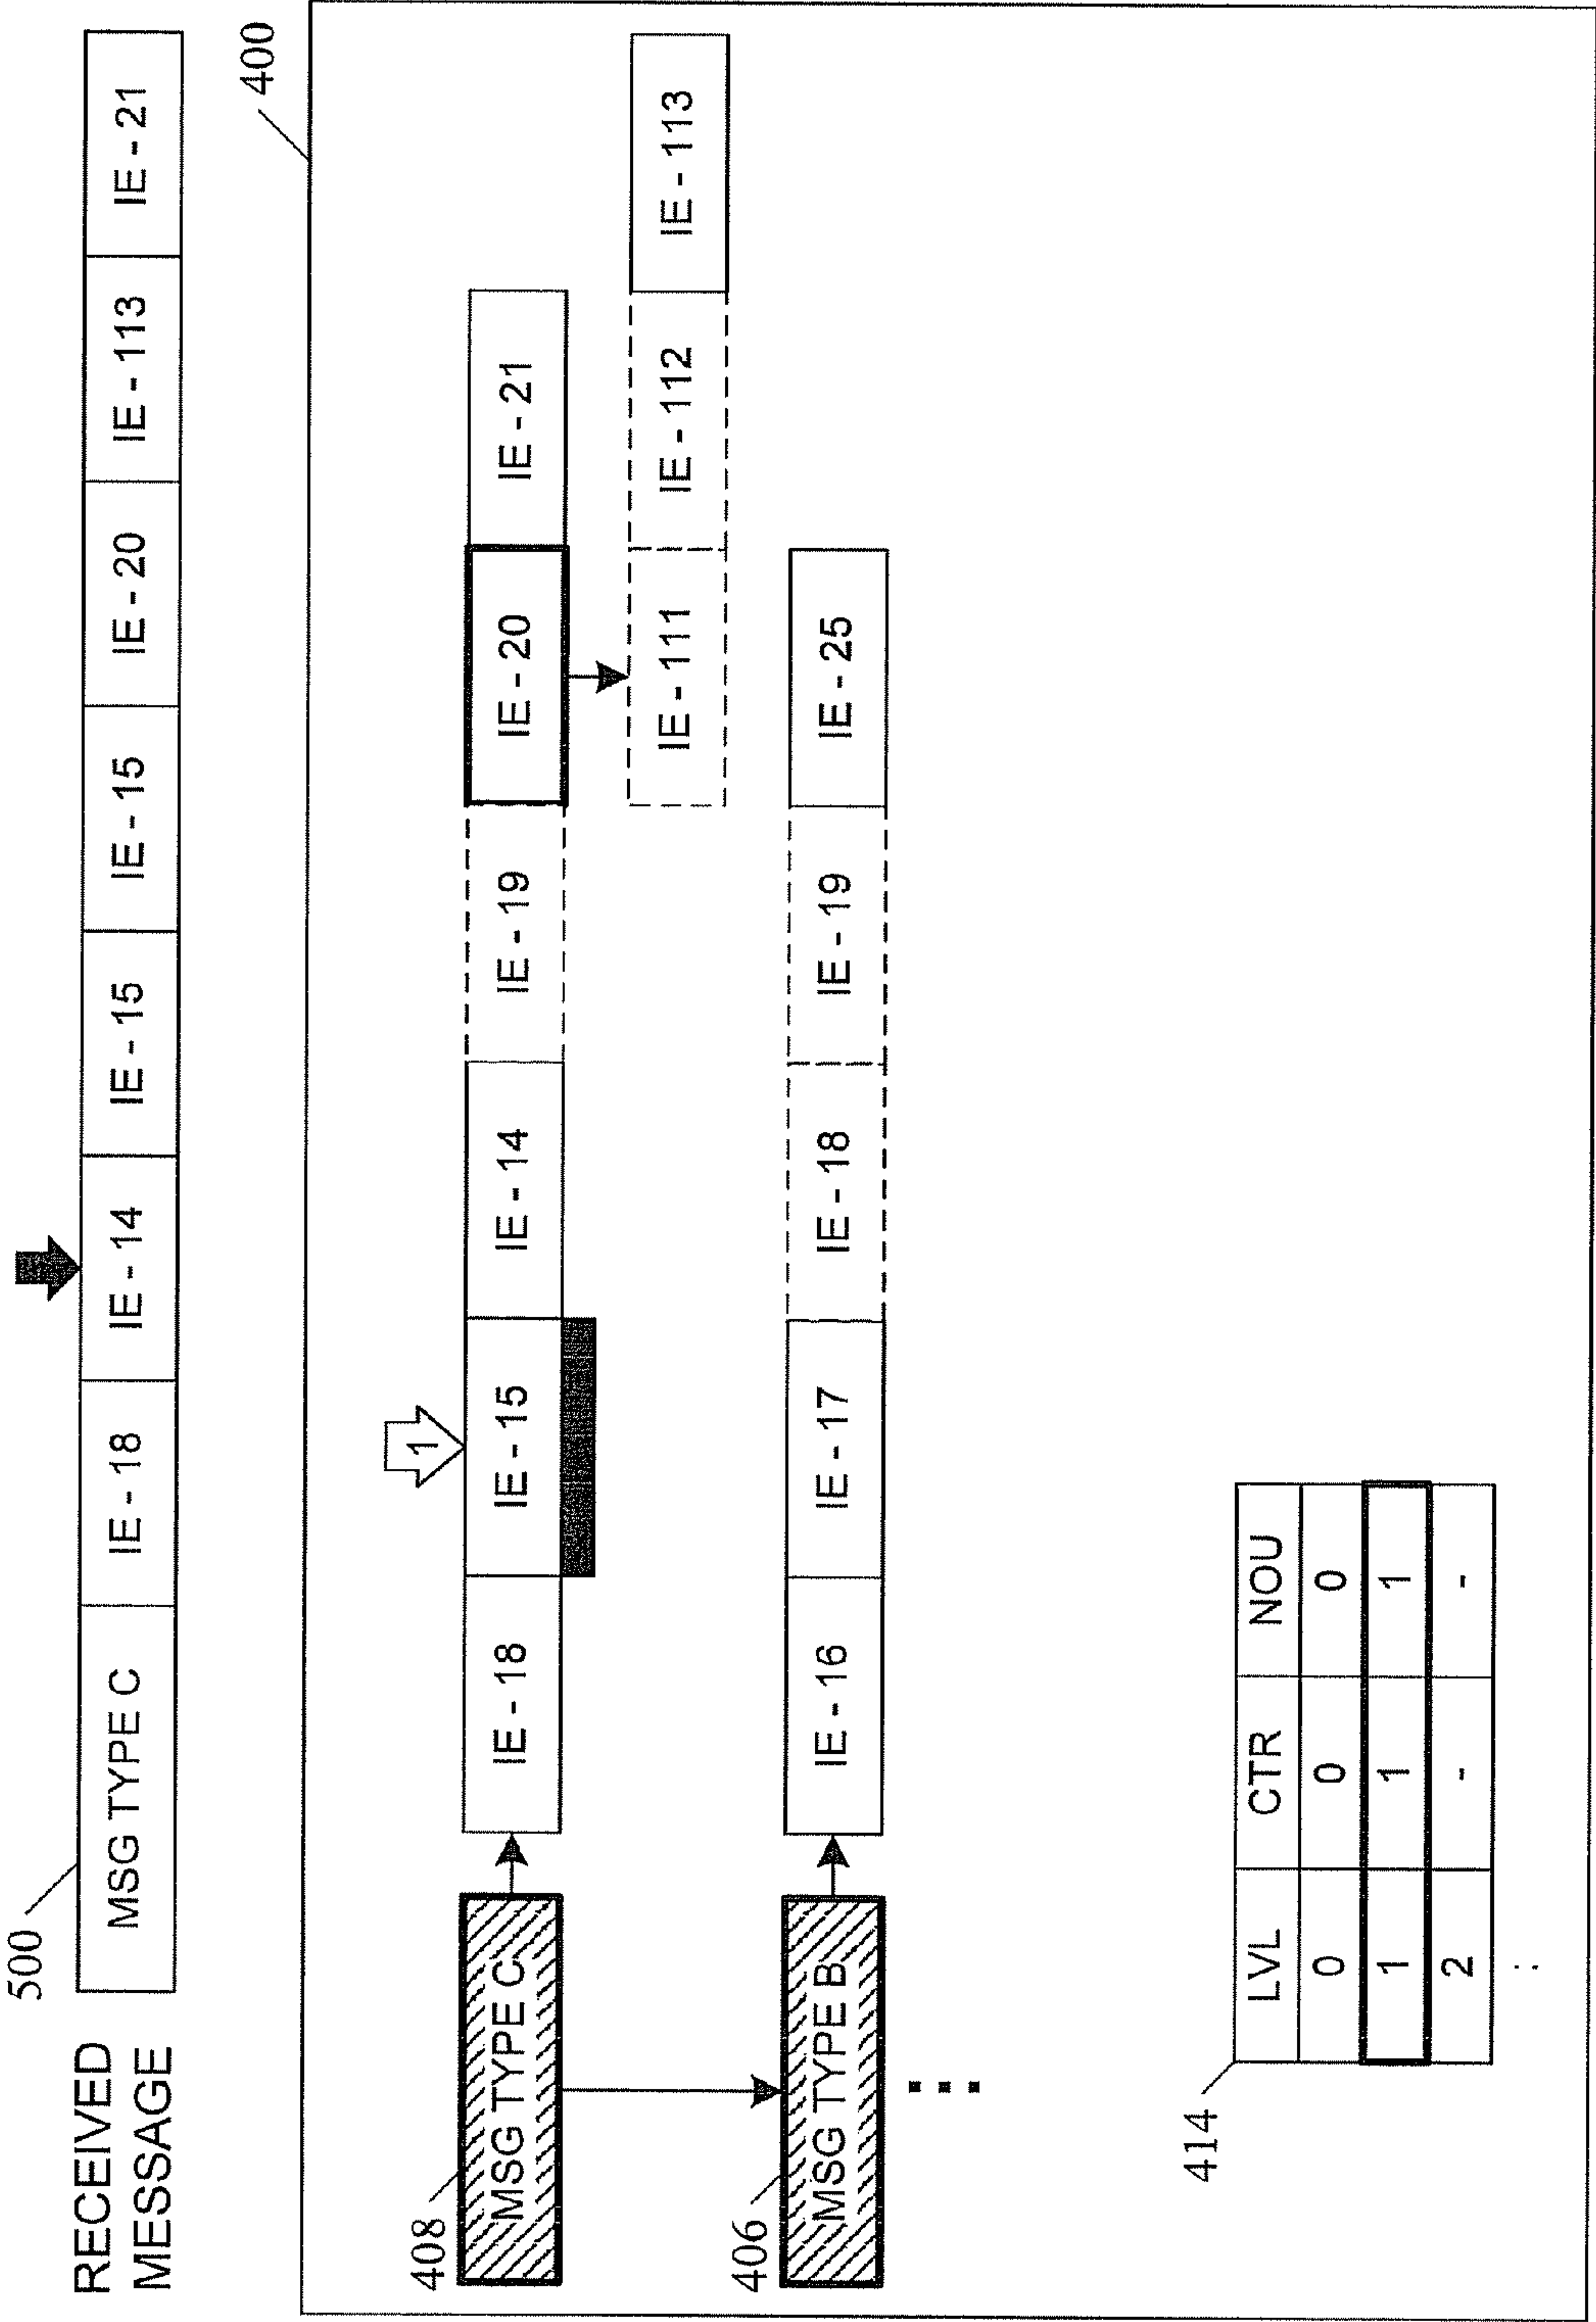 RECEIVED
MESSAGE
500
MSG TYPE C IE - 18 IE - 14 IE - 15 IE - 15 IE - 20 IE - 113 IE - 21
400
1
408
MSG TYPE C IE - 18 IE - 15 IE - 14 IE - 19 IE - 20 IE - 21
IE - 111 IE - 112 IE - 113
406
MSG TYPE B IE - 16 IE - 17 IE - 18 IE - 19 IE - 25
414
LVL CTR NOU
0 0 0
1 1 1
2 - -
: